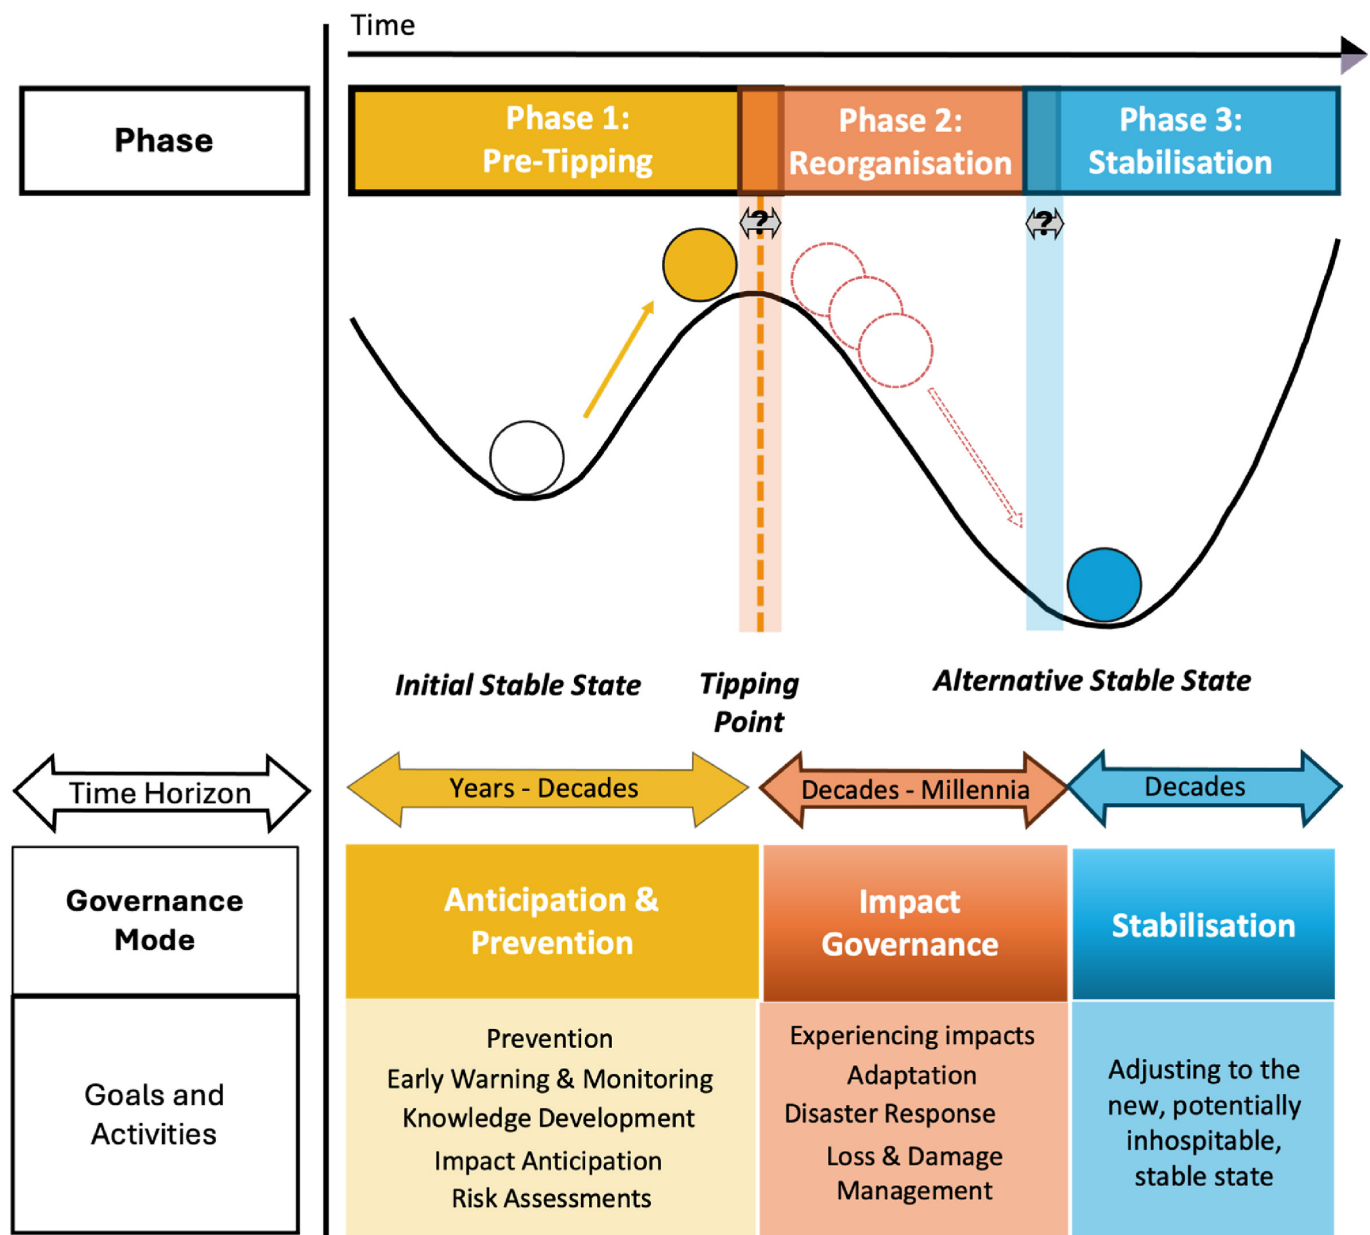 Time
Phase
Phase 1:
Pre-Tipping
Phase 2:
Reorganisation
Phase 3:
Stabilisation
?
?
Initial Stable State
Tipping
Point
Alternative Stable State
Time Horizon
Years - Decades
Decades - Millennia
Decades
Governance
Mode
Anticipation &
Prevention
Impact
Governance
Stabilisation
Goals and
Activities
Prevention
Early Warning & Monitoring
Knowledge Development
Impact Anticipation
Risk Assessments
Experiencing impacts
Adaptation
Disaster Response
Loss & Damage
Management
Adjusting to the
new, potentially
inhospitable,
stable state